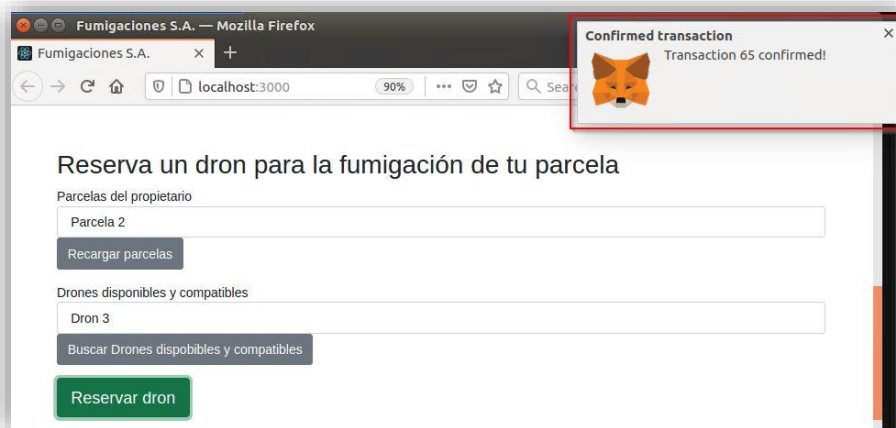 Fumigaciones S.A. — Mozilla Firefox
Fumigaciones S.A.
localhost:3000
90%
Confirmed transaction
Transaction 65 confirmed!
Reserva un dron para la fumigación de tu parcela
Parcelas del propietario
Parcela 2
Recargar parcelas
Drones disponibles y compatibles
Dron 3
Buscar Drones dispobibles y compatibles
Reservar dron